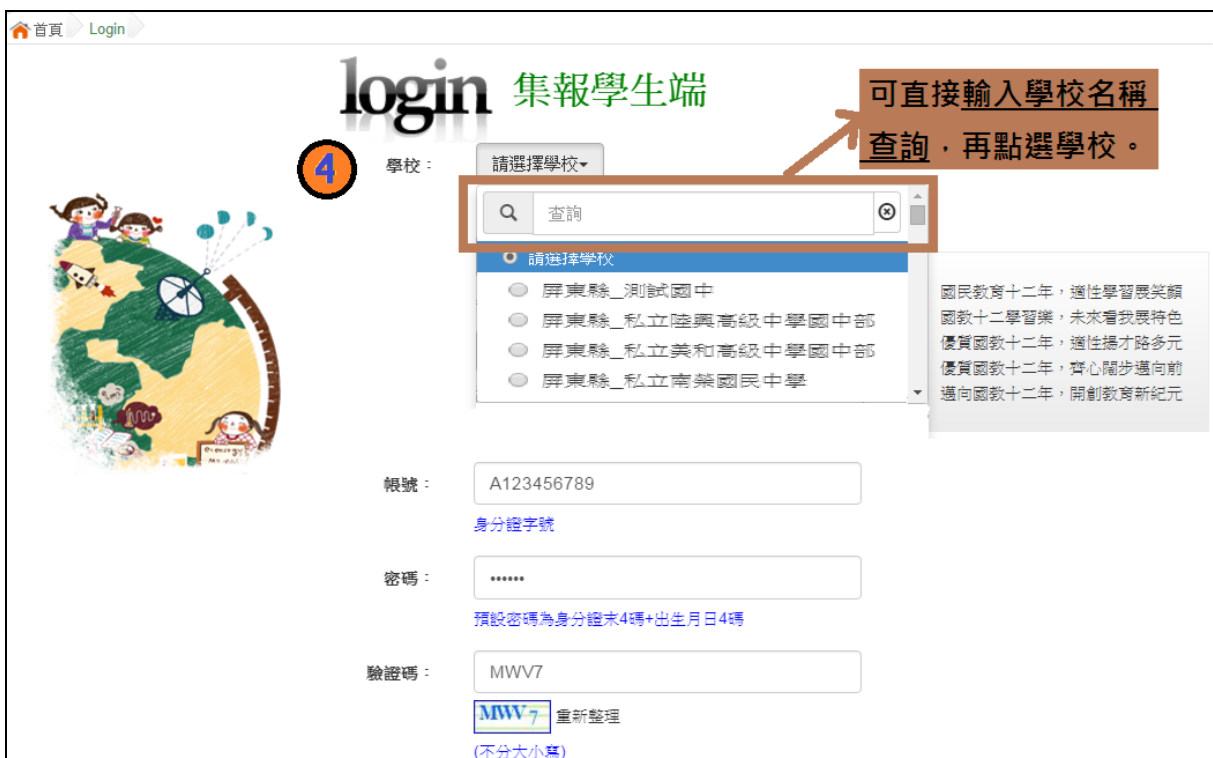 首頁 Login
login 集報學生端
可直接輸入學校名稱
查詢，再點選學校。
4
學校： 請選擇學校
查詢
請選擇學校
屏東縣_測試國中
屏東縣_私立陸興高級中學國中部
屏東縣_私立美和高級中學國中部
屏東縣_私立南榮國民中學
國民教育十二年，適性學習展笑顏
國教十二學習樂，未來看我展特色
優質國教十二年，適性揚才路多元
優質國教十二年，齊心闊步邁向前
邁向國教十二年，開創教育新紀元
帳號： A123456789
身分證字號
密碼： ••••••
預設密碼為身分證末4碼+出生月日4碼
驗證碼： MWV7
MWV7 重新整理
(不分大小寫)